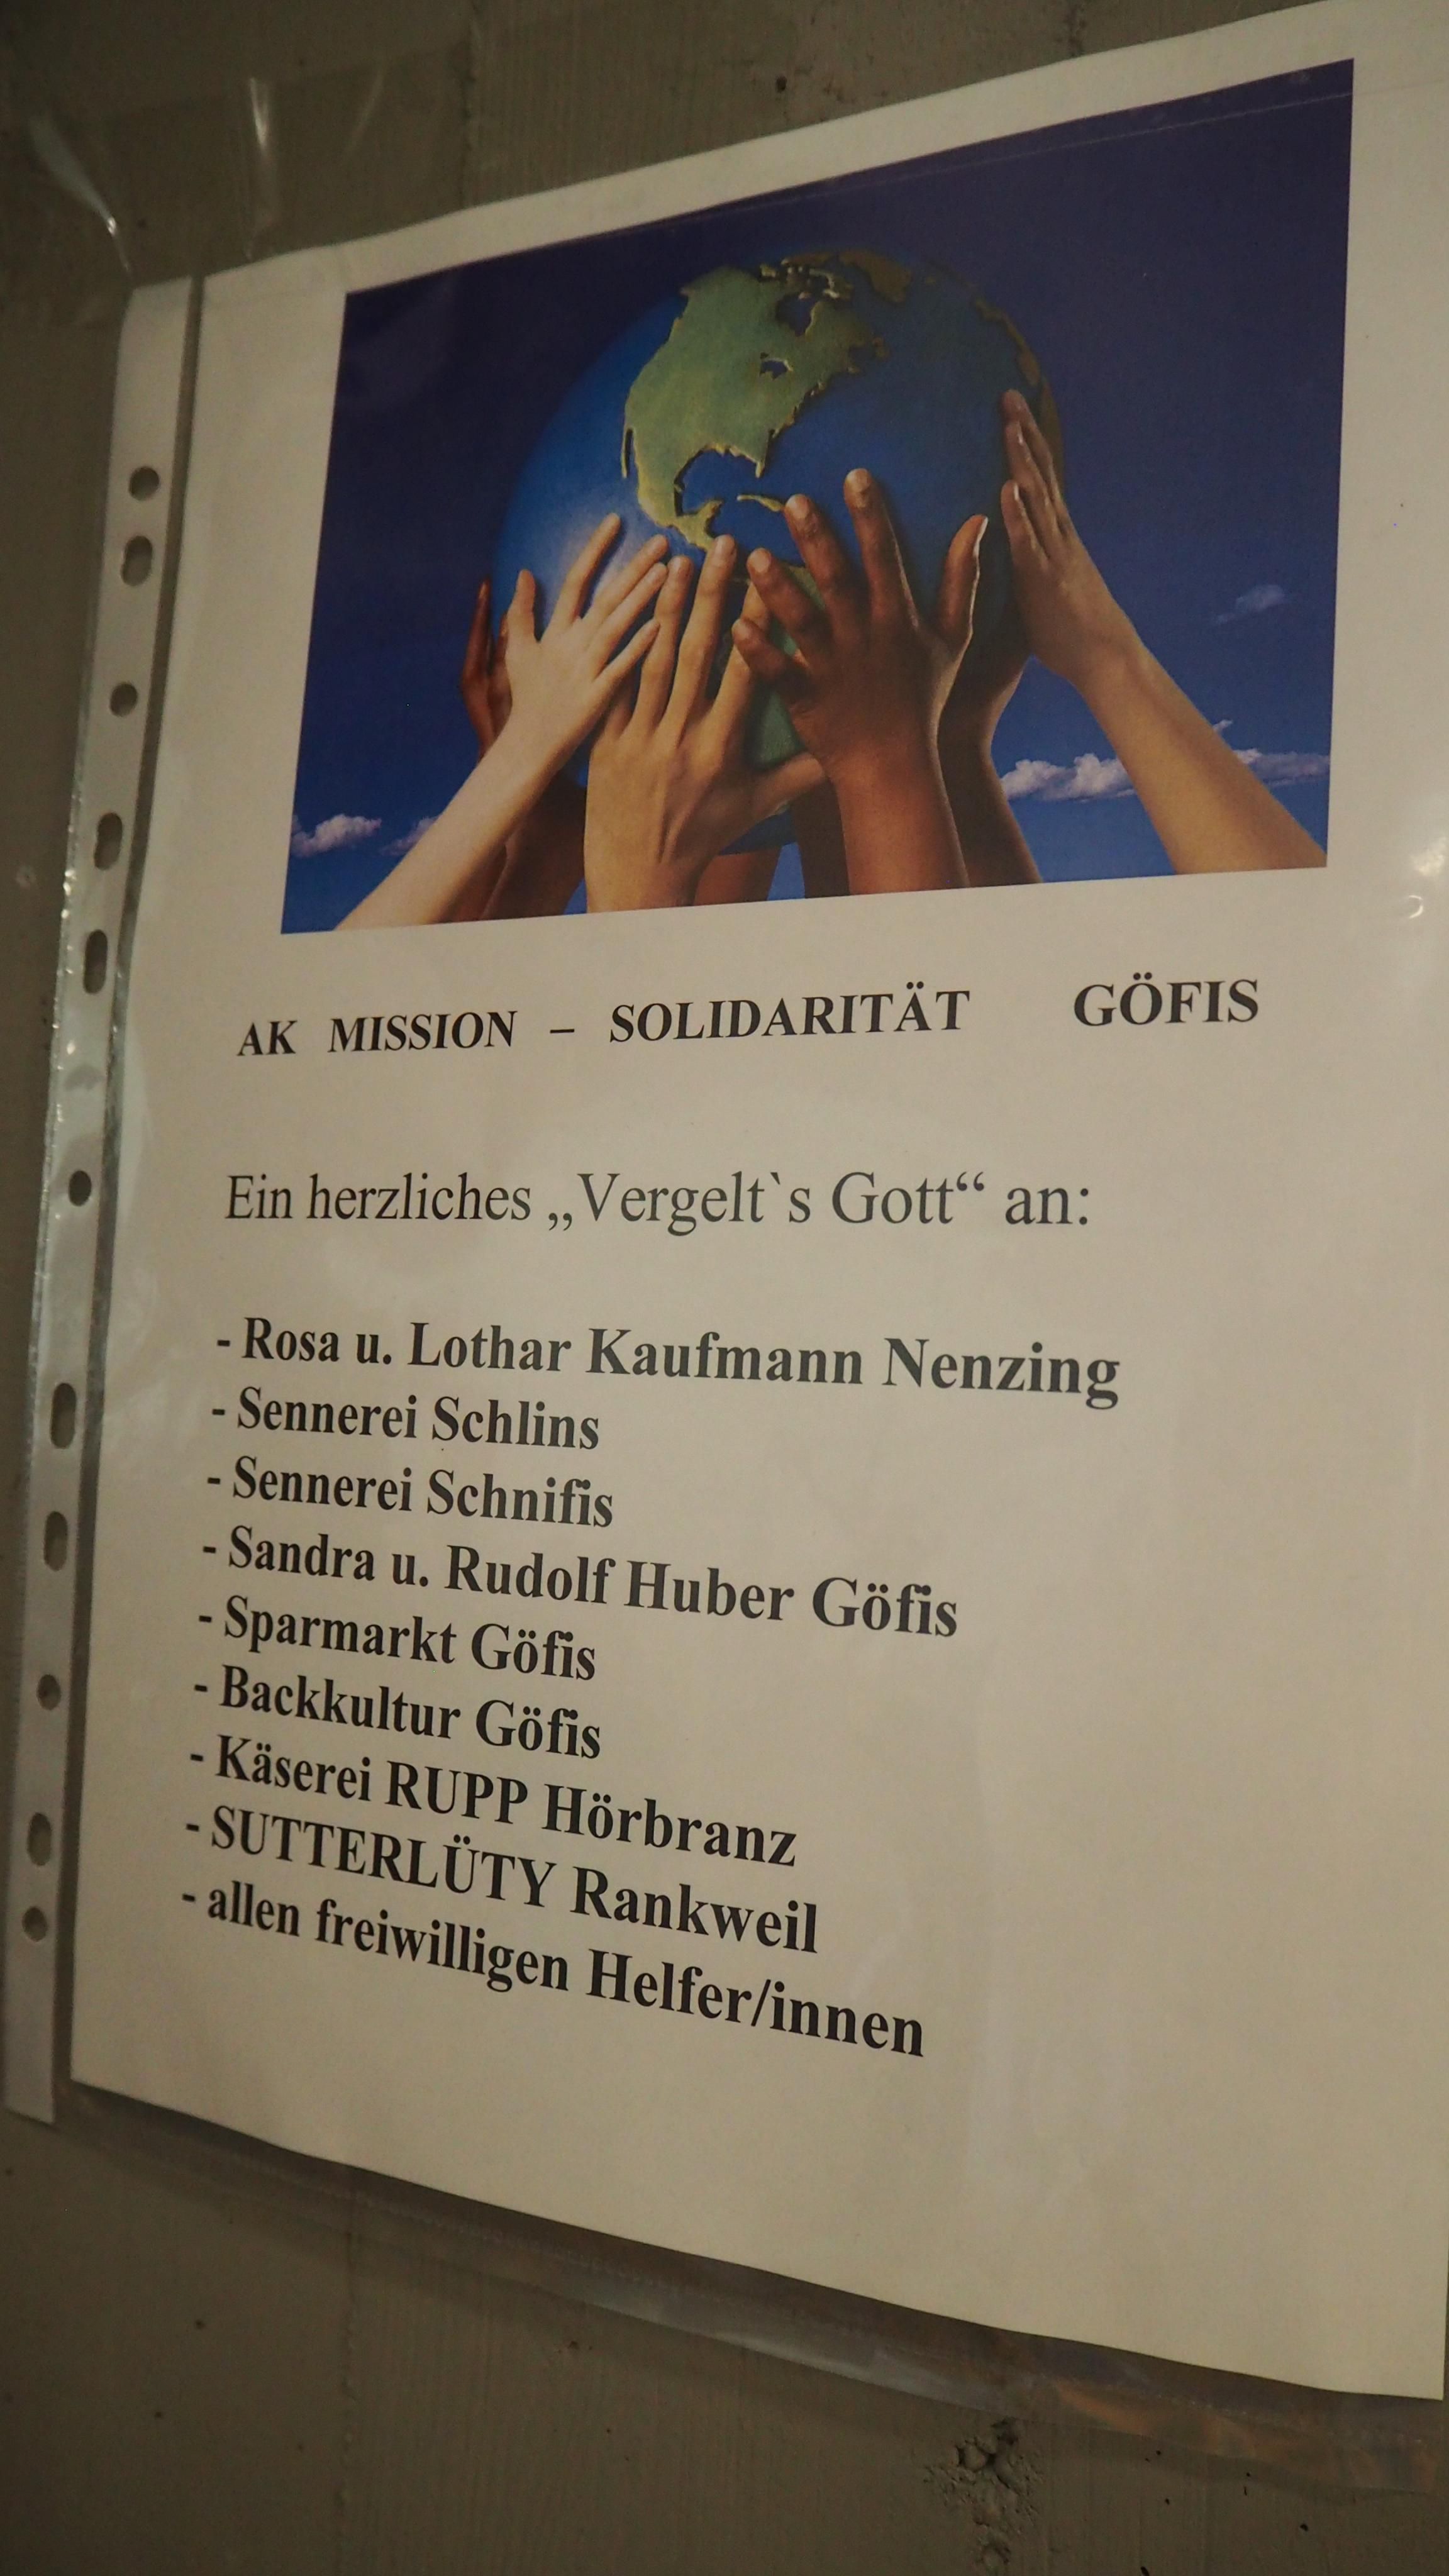 AK MISSION – SOLIDARITÄT GÖFIS
Ein herzliches „Vergelt`s Gott“ an:
- Rosa u. Lothar Kaufmann Nenzing
- Sennerei Schlins
- Sennerei Schnifis
- Sandra u. Rudolf Huber Göfis
- Sparmarkt Göfis
- Backkultur Göfis
- Käserei RUPP Hörbranz
- SUTTERLÜTY Rankweil
- allen freiwilligen Helfer/innen